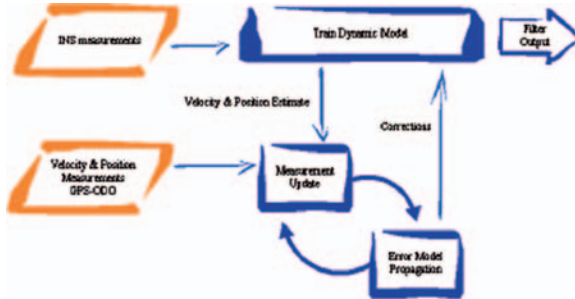 INS measurements
Train Dynamic Model
Filter
Output
Velocity & Position Estimate
Corrections
Velocity & Position
Measurements
GPS-ODO
Measurement
Update
Error Model
Propagation